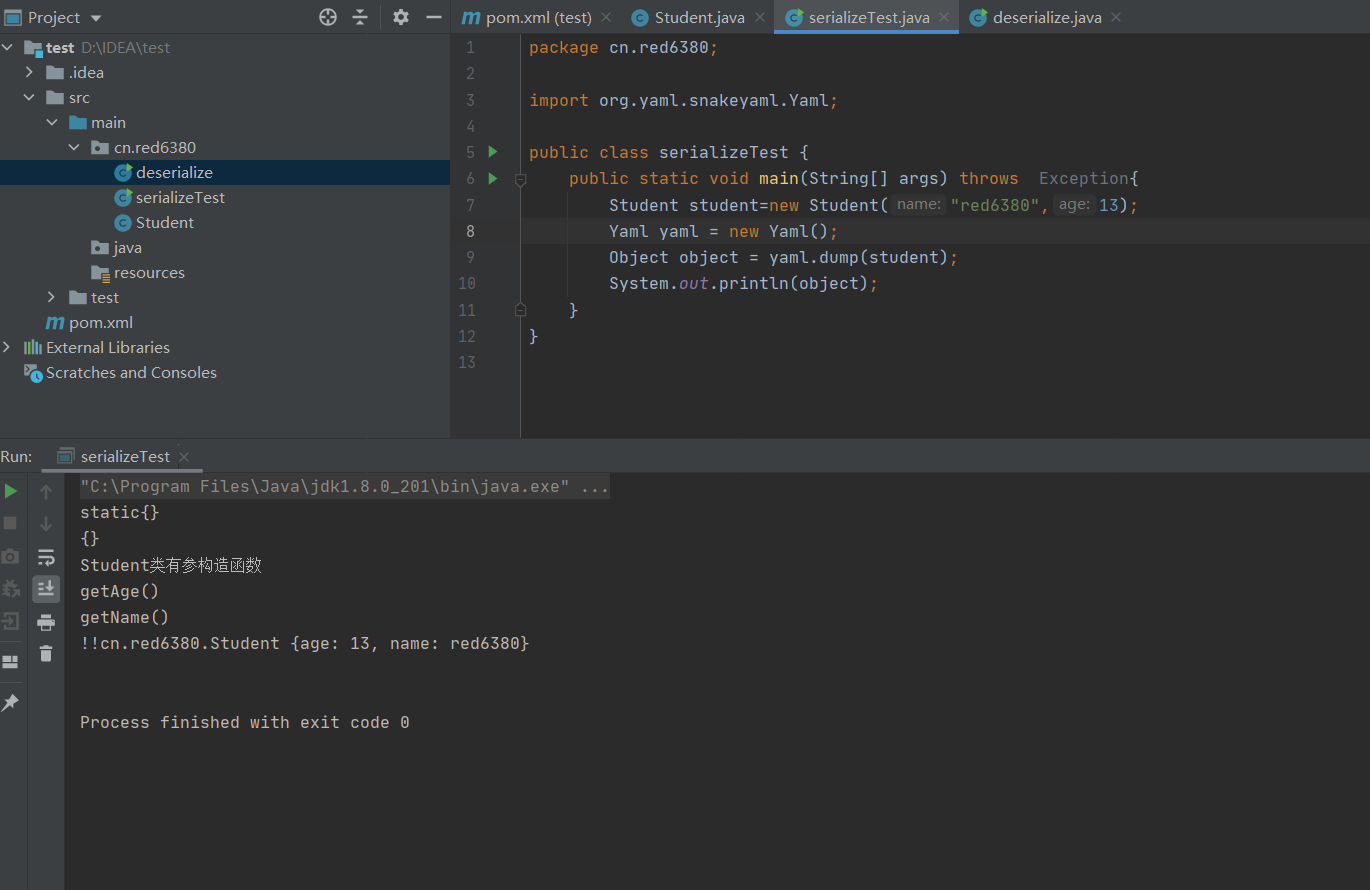 Project
test D:\IDEA\test
.idea
src
main
cn.red6380
deserialize
serializeTest
Student
java
resources
test
pom.xml
External Libraries
Scratches and Consoles
pom.xml (test) Student.java serializeTest.java deserialize.java
1 package cn.red6380;
2
3 import org.yaml.snakeyaml.Yaml;
4
5 public class serializeTest {
6 public static void main(String[] args) throws Exception{
7 Student student=new Student( name: "red6380", age: 13);
8 Yaml yaml = new Yaml();
9 Object object = yaml.dump(student);
10 System.out.println(object);
11 }
12 }
13
Run: serializeTest
"C:\Program Files\Java\jdk1.8.0_201\bin\java.exe" ...
static{}
{}
Student类有参构造函数
getAge()
getName()
!!cn.red6380.Student {age: 13, name: red6380}
Process finished with exit code 0